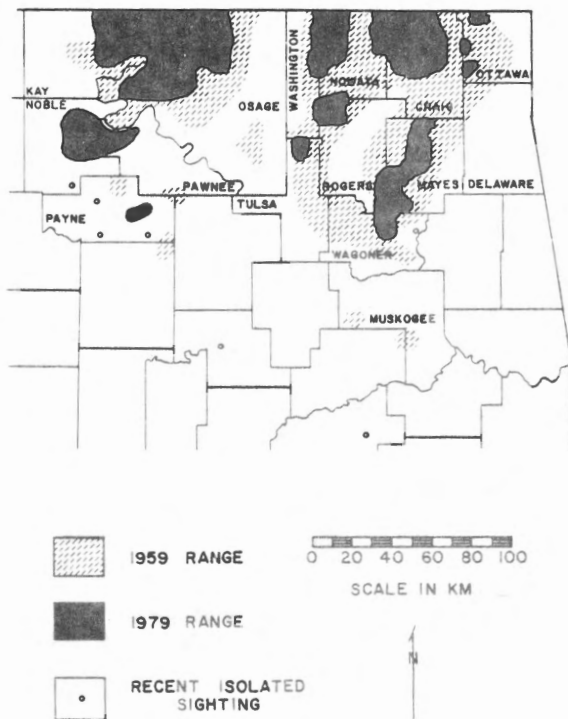 KAY
NOBLE
OSAGE
WASHINGTON
NOWATA
CRAIG
OTTAWA
PAWNEE
PAYNE
TULSA
ROGERS
MAYES
DELAWARE
WAGONER
MUSKOGEE
1959 RANGE
1979 RANGE
RECENT ISOLATED
SIGHTING
0 20 40 60 80 100
SCALE IN KM
N